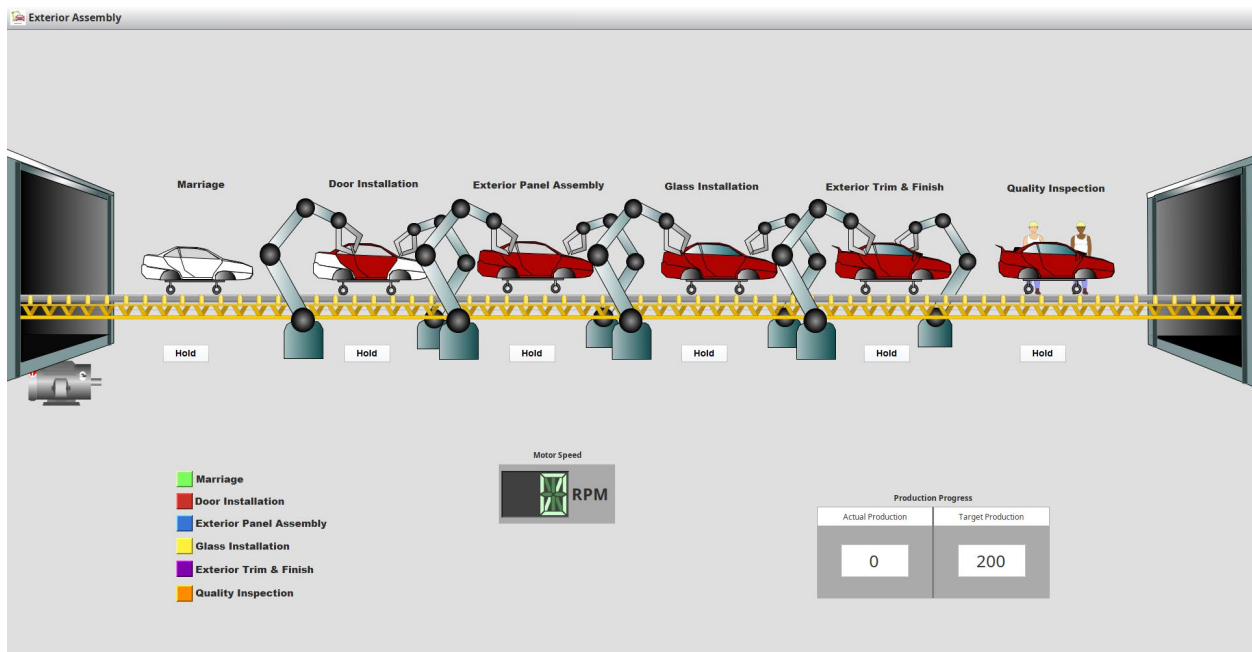 Exterior Assembly
Marriage
Door Installation
Exterior Panel Assembly
Glass Installation
Exterior Trim & Finish
Quality Inspection
Hold
Hold
Hold
Hold
Hold
Hold
Marriage
Door Installation
Exterior Panel Assembly
Glass Installation
Exterior Trim & Finish
Quality Inspection
Motor Speed
0 RPM
Production Progress
Actual Production
Target Production
0
200